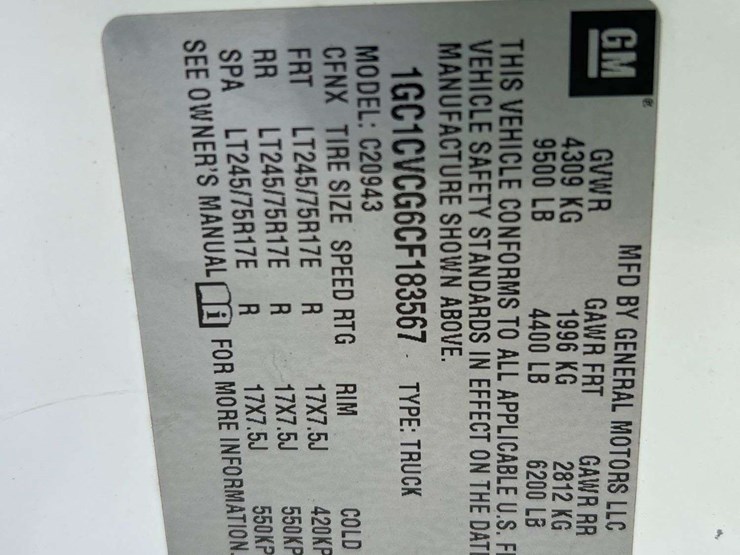 GM®
MFD BY GENERAL MOTORS LLC
GVWR GAWR FRT GAWR RR
4309 KG 1996 KG 2812 KG
9500 LB 4400 LB 6200 LB
THIS VEHICLE CONFORMS TO ALL APPLICABLE U.S.
VEHICLE SAFETY STANDARDS IN EFFECT ON THE
MANUFACTURE SHOWN ABOVE.
1GC1CVCG6CF183567 TYPE: TRUCK
MODEL: C20943
CFNX TIRE SIZE SPEED RTG RIM COLD
FRT LT245/75R17E R 17X7.5J 420KP
RR LT245/75R17E R 17X7.5J 550KP
SPA LT245/75R17E R 17X7.5J 550KP
SEE OWNER'S MANUAL i FOR MORE INFORMATION.